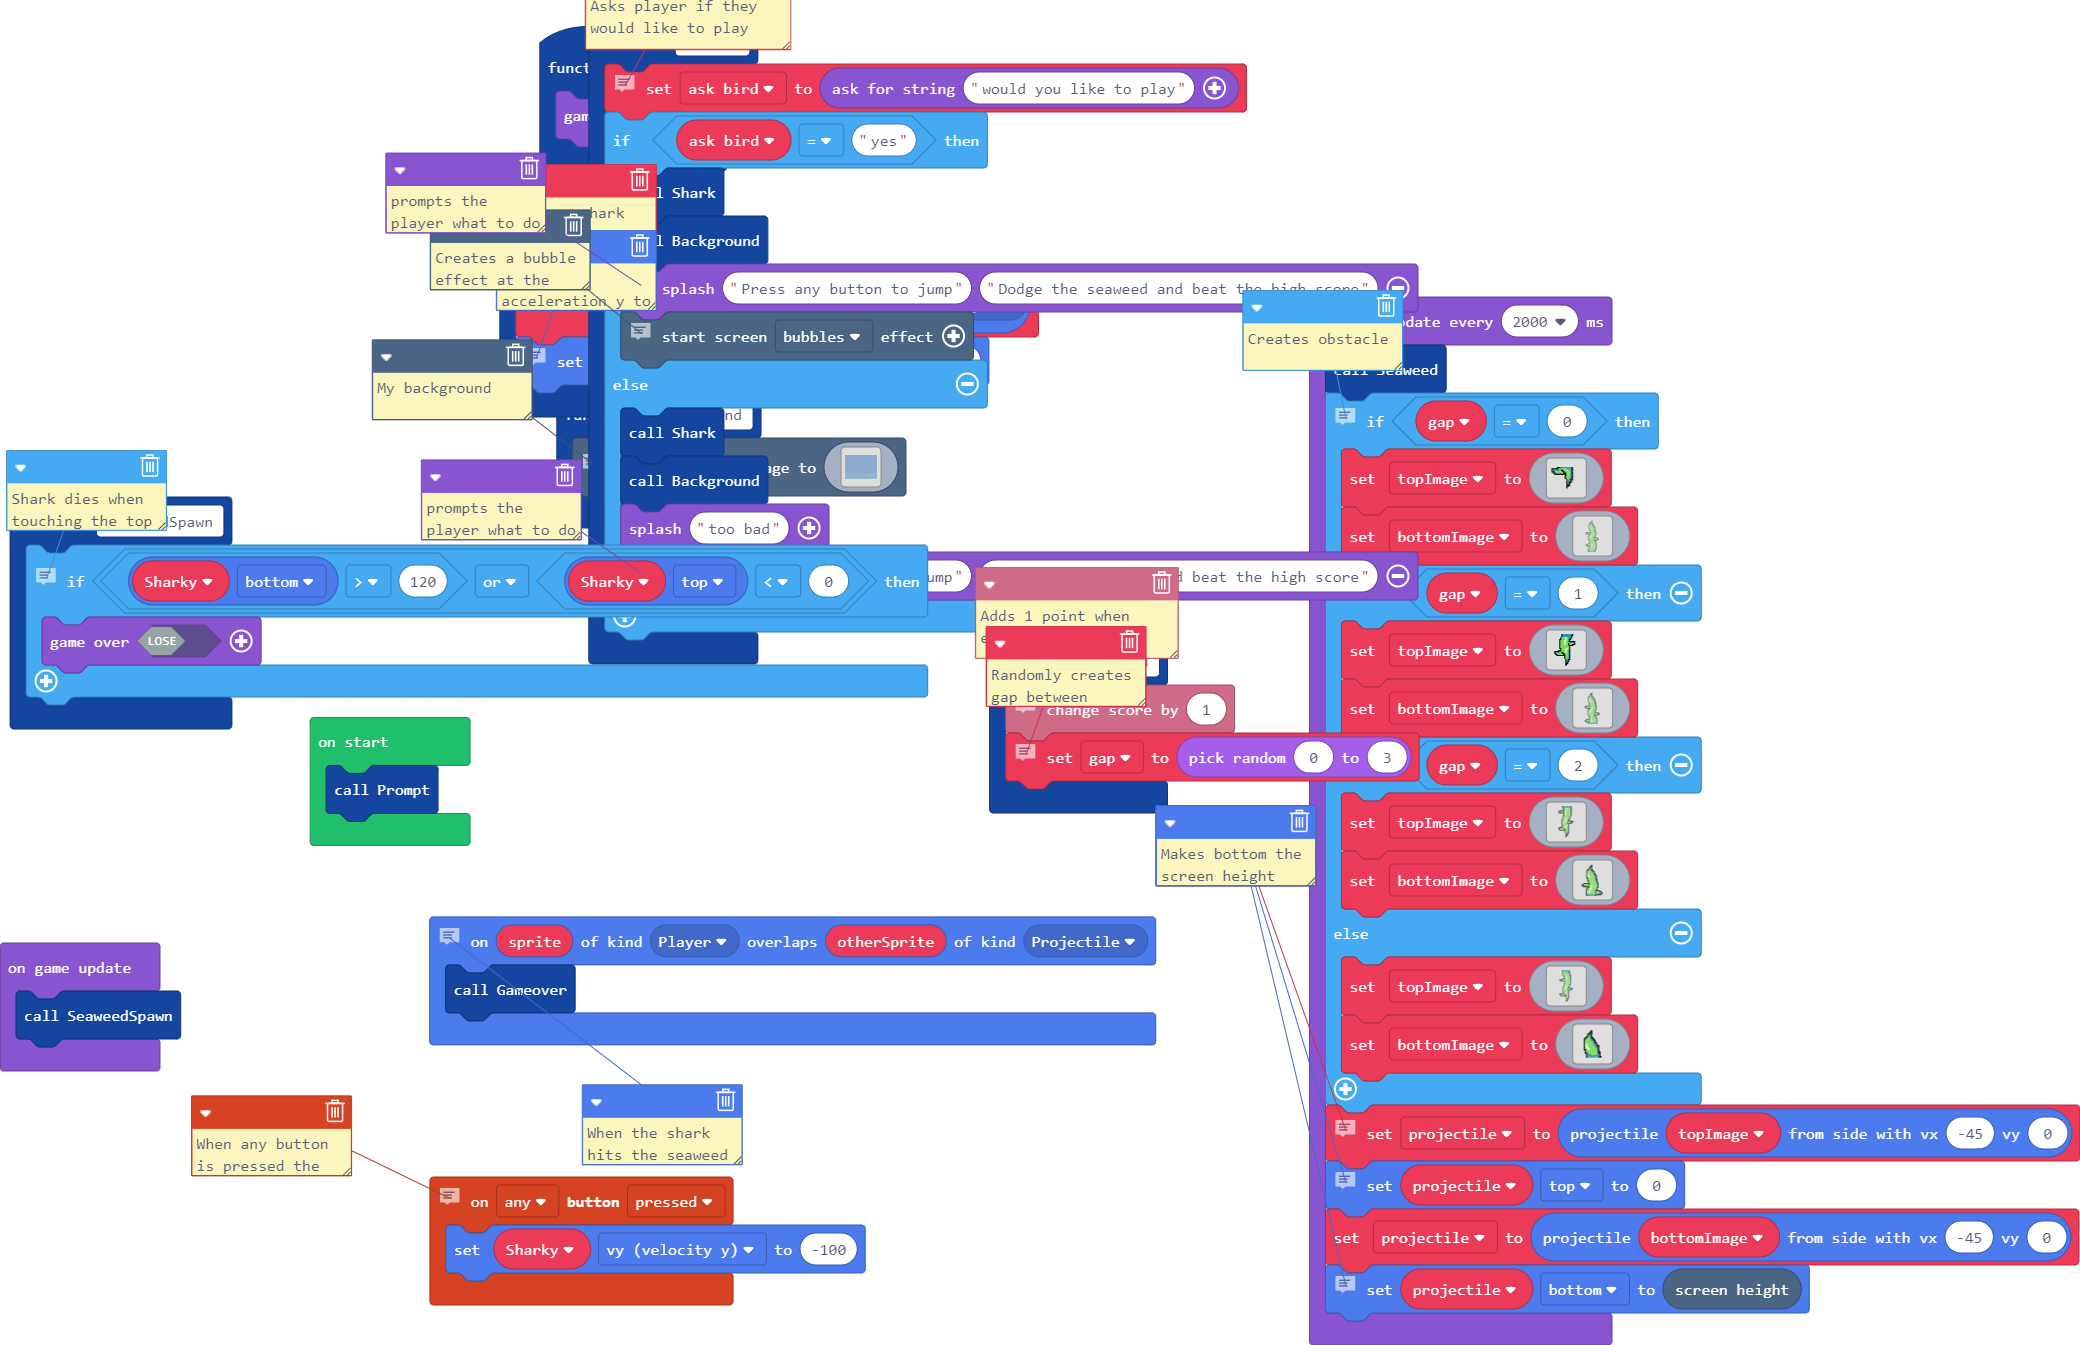 Asks player if they
would like to play
funct
set ask bird to ask for string "would you like to play"
gam
if ask bird = "yes" then
prompts the
player what to do
hark
l Shark
l Background
Creates a bubble
effect at the
acceleration y to
splash "Press any button to jump" "Dodge the seaweed and beat the high score"
date every 2000 ms
start screen bubbles effect
Creates obstacle
set
call Seaweed
My background
else
nd
if gap = 0 then
call Shark
age to
set topImage to
prompts the
player what to do
call Background
Shark dies when
touching the top
Spawn
splash "too bad"
set bottomImage to
if Sharky bottom > 120 or Sharky top < 0 then
ump" d beat the high score"
gap = 1 then
Adds 1 point when
game over LOSE
set topImage to
Randomly creates
gap between
change score by 1
set bottomImage to
on start
set gap to pick random 0 to 3
gap = 2 then
call Prompt
set topImage to
Makes bottom the
screen height
set bottomImage to
on sprite of kind Player overlaps otherSprite of kind Projectile
else
call Gameover
on game update
call SeaweedSpawn
set topImage to
set bottomImage to
When any button
is pressed the
When the shark
hits the seaweed
set projectile to projectile topImage from side with vx -45 vy 0
set projectile top to 0
on any button pressed
set Sharky vy (velocity y) to -100
set projectile to projectile bottomImage from side with vx -45 vy 0
set projectile bottom to screen height